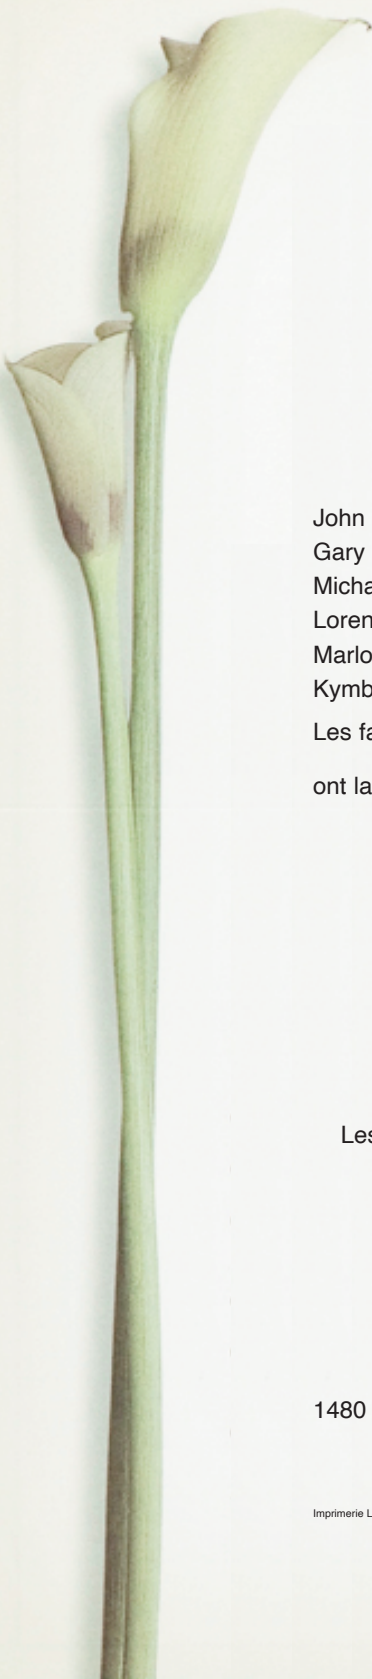 John
Gary
Micha
Loren
Marlo
Kymb
Les fa
ont la
Les
1480
Imprimerie L